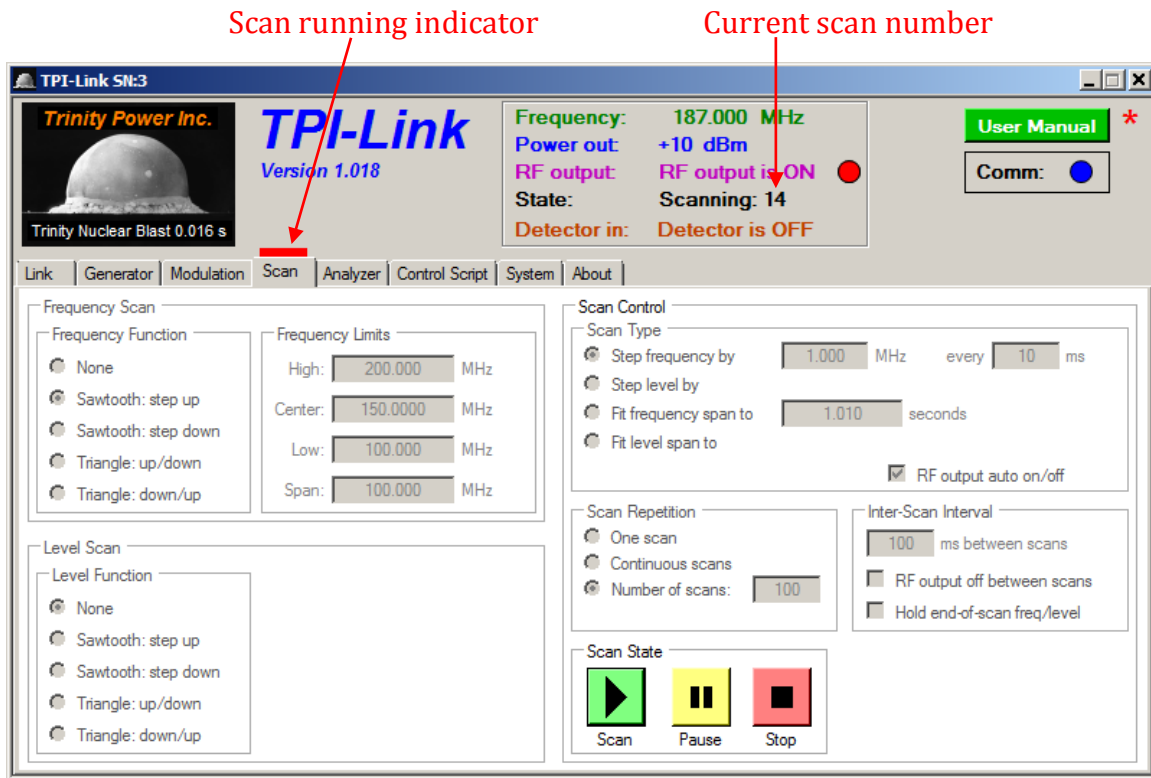 Scan running indicator
Current scan number
TPI-Link SN:3
Trinity Power Inc.
Trinity Nuclear Blast 0.016 s
TPI-Link
Version 1.018
Frequency: 187.000 MHz
Power out: +10 dBm
RF output: RF output is ON
State: Scanning: 14
Detector in: Detector is OFF
User Manual *
Comm:
Link Generator Modulation Scan Analyzer Control Script System About
Frequency Scan
Frequency Function
None
Sawtooth: step up
Sawtooth: step down
Triangle: up/down
Triangle: down/up
Frequency Limits
High: 200.000 MHz
Center: 150.0000 MHz
Low: 100.000 MHz
Span: 100.000 MHz
Level Scan
Level Function
None
Sawtooth: step up
Sawtooth: step down
Triangle: up/down
Triangle: down/up
Scan Control
Scan Type
Step frequency by 1.000 MHz every 10 ms
Step level by
Fit frequency span to 1.010 seconds
Fit level span to
RF output auto on/off
Scan Repetition
One scan
Continuous scans
Number of scans: 100
Inter-Scan Interval
100 ms between scans
RF output off between scans
Hold end-of-scan freq/level
Scan State
Scan Pause Stop